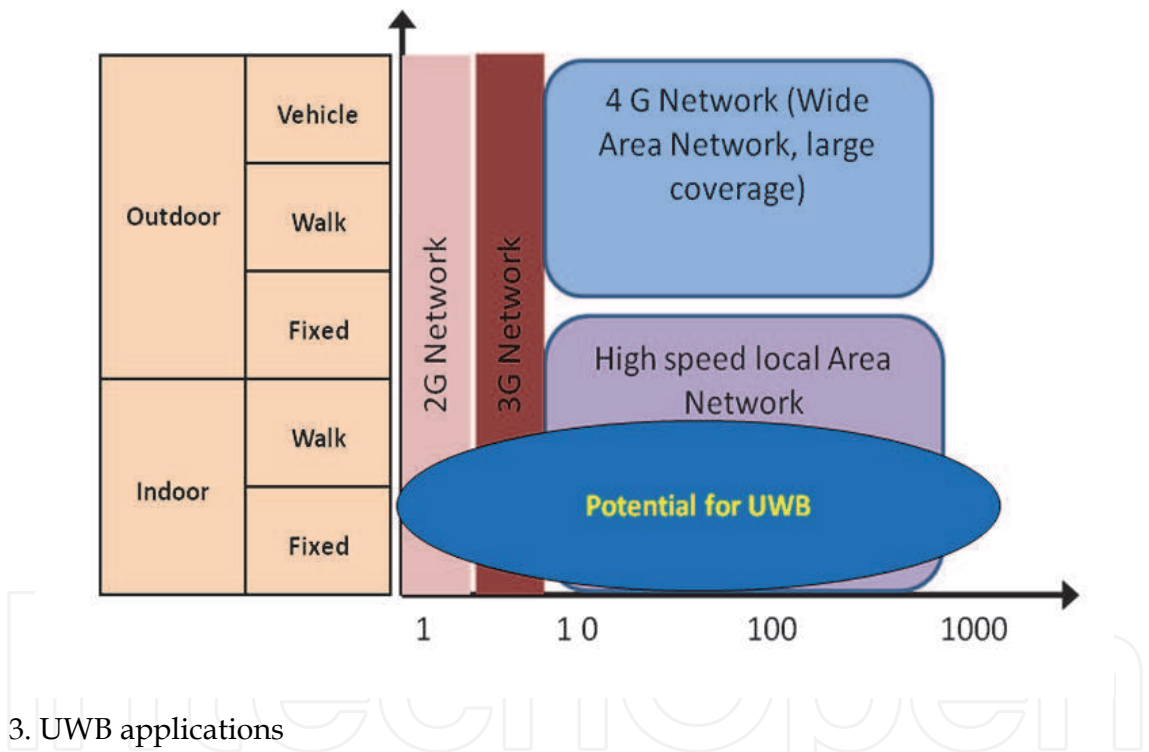 Outdoor
Vehicle
Walk
Fixed
Indoor
Walk
Fixed
2G Network
3G Network
4 G Network (Wide
Area Network, large
coverage)
High speed local Area
Network
Potential for UWB
1
1 0
100
1000
3. UWB applications
intechopen